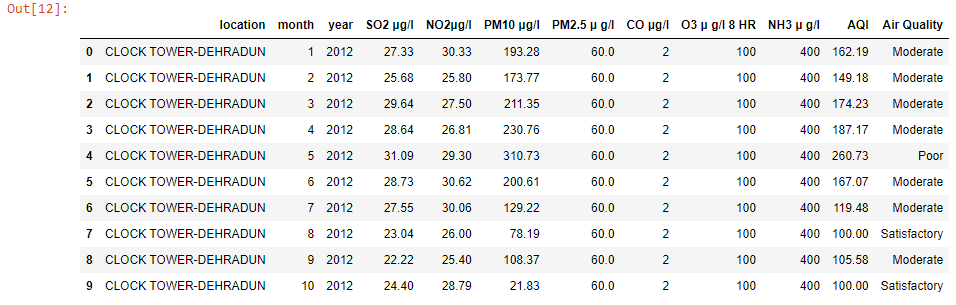 Out[12]:
location month year SO2 µg/l NO2µg/l PM10 µg/l PM2.5 µ g/l CO µg/l O3 µ g/l 8 HR NH3 µ g/l AQI Air Quality
0 CLOCK TOWER-DEHRADUN 1 2012 27.33 30.33 193.28 60.0 2 100 400 162.19 Moderate
1 CLOCK TOWER-DEHRADUN 2 2012 25.68 25.80 173.77 60.0 2 100 400 149.18 Moderate
2 CLOCK TOWER-DEHRADUN 3 2012 29.64 27.50 211.35 60.0 2 100 400 174.23 Moderate
3 CLOCK TOWER-DEHRADUN 4 2012 28.64 26.81 230.76 60.0 2 100 400 187.17 Moderate
4 CLOCK TOWER-DEHRADUN 5 2012 31.09 29.30 310.73 60.0 2 100 400 260.73 Poor
5 CLOCK TOWER-DEHRADUN 6 2012 28.73 30.62 200.61 60.0 2 100 400 167.07 Moderate
6 CLOCK TOWER-DEHRADUN 7 2012 27.55 30.06 129.22 60.0 2 100 400 119.48 Moderate
7 CLOCK TOWER-DEHRADUN 8 2012 23.04 26.00 78.19 60.0 2 100 400 100.00 Satisfactory
8 CLOCK TOWER-DEHRADUN 9 2012 22.22 25.40 108.37 60.0 2 100 400 105.58 Moderate
9 CLOCK TOWER-DEHRADUN 10 2012 24.40 28.79 21.83 60.0 2 100 400 100.00 Satisfactory